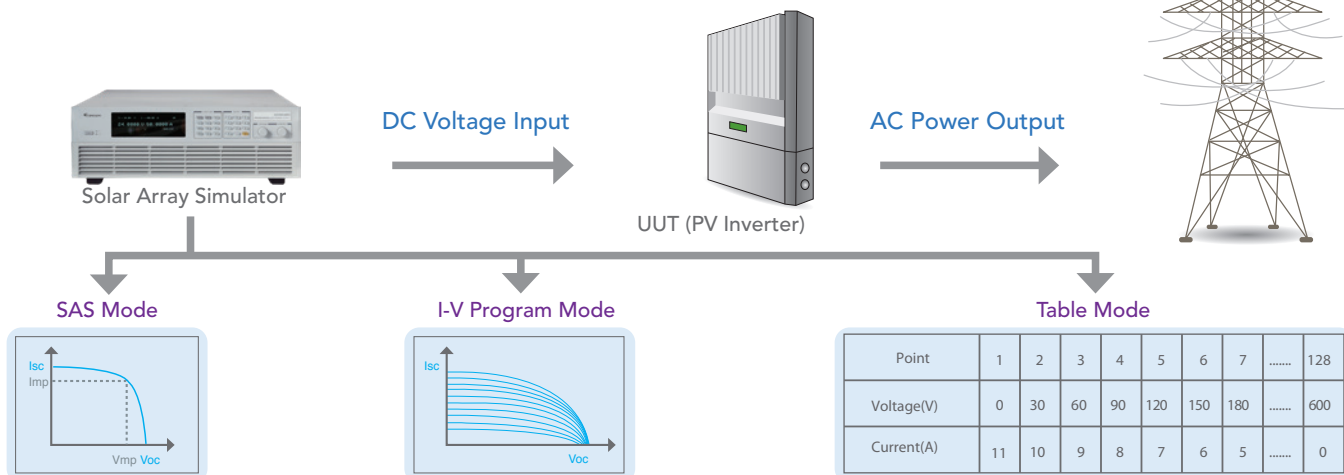 DC Voltage Input
AC Power Output
Solar Array Simulator
UUT (PV Inverter)
SAS Mode
I-V Program Mode
Table Mode
Isc
Imp
Vmp Voc
Isc
Voc
Point 1 2 3 4 5 6 7 ....... 128
Voltage(V) 0 30 60 90 120 150 180 ....... 600
Current(A) 11 10 9 8 7 6 5 ....... 0